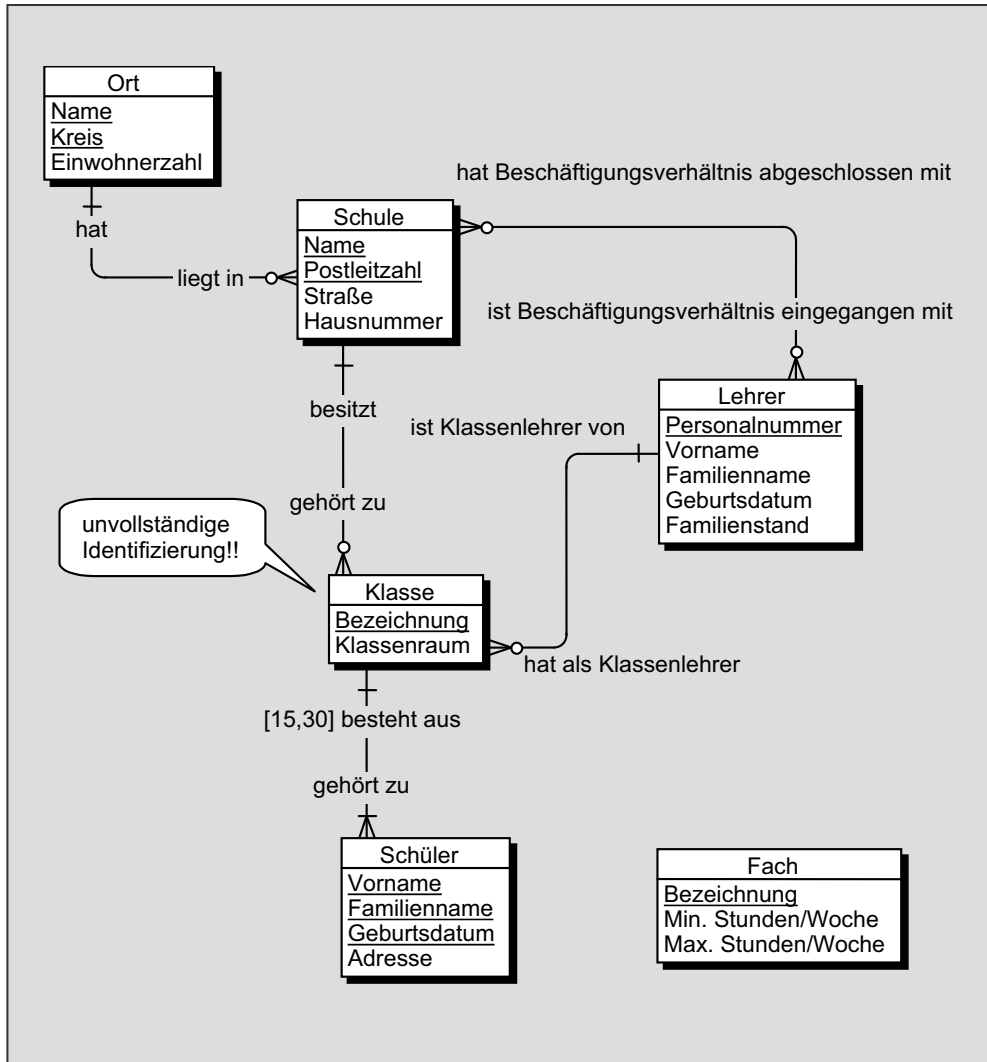 Ort
Name
Kreis
Einwohnerzahl
hat
liegt in
hat Beschäftigungsverhältnis abgeschlossen mit
Schule
Name
Postleitzahl
Straße
Hausnummer
ist Beschäftigungsverhältnis eingegangen mit
besitzt
Lehrer
Personalnummer
Vorname
Familienname
Geburtsdatum
Familienstand
ist Klassenlehrer von
gehört zu
unvollständige
Identifizierung!!
Klasse
Bezeichnung
Klassenraum
hat als Klassenlehrer
[15,30] besteht aus
gehört zu
Schüler
Vorname
Familienname
Geburtsdatum
Adresse
Fach
Bezeichnung
Min. Stunden/Woche
Max. Stunden/Woche